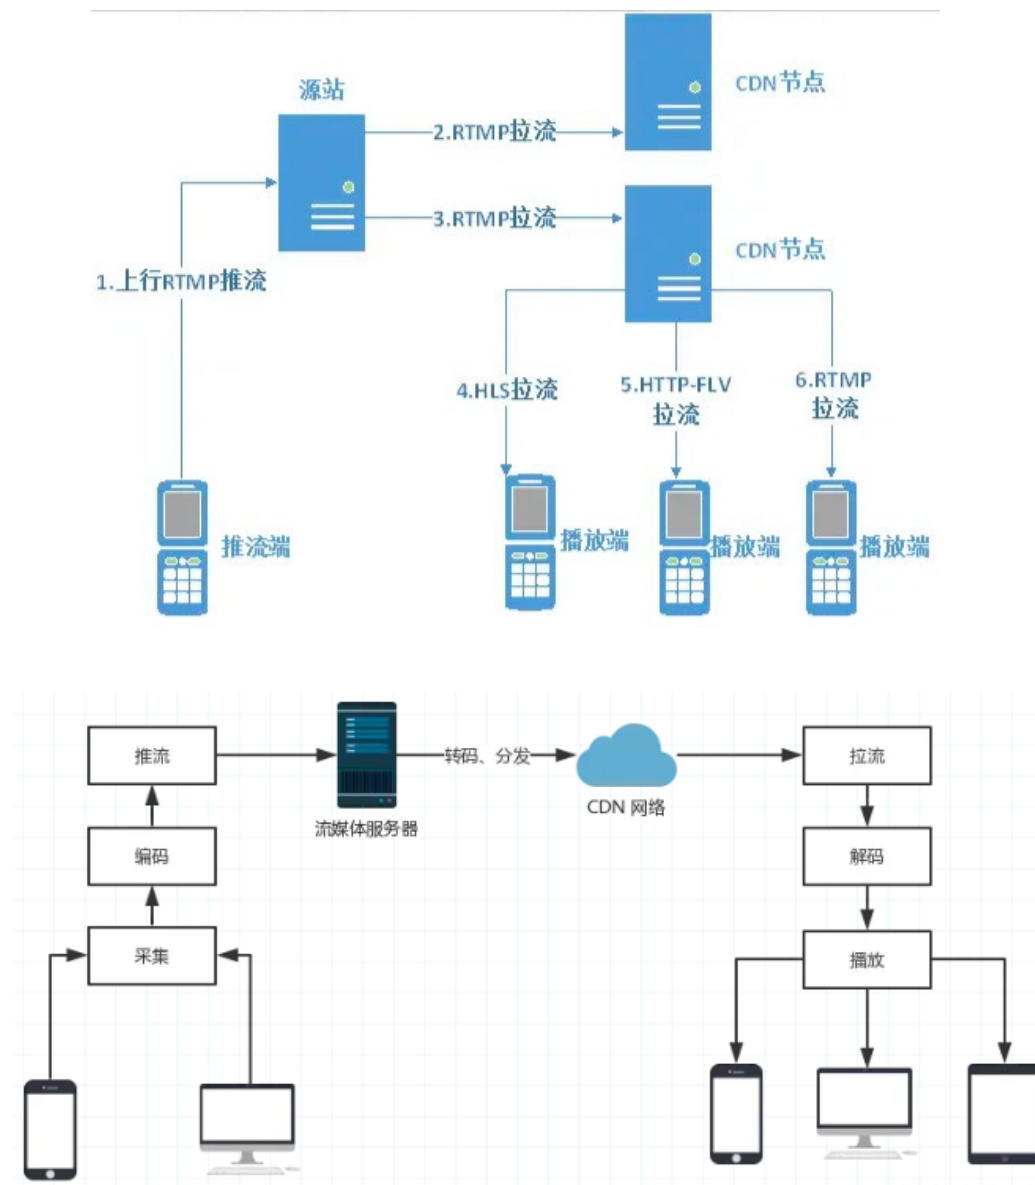 源站
CDN节点
2.RTMP拉流
3.RTMP拉流
CDN节点
1.上行RTMP推流
4.HLS拉流
5.HTTP-FLV
拉流
6.RTMP
拉流
推流端
播放端
播放端
播放端
推流
转码、分发
拉流
CDN 网络
流媒体服务器
编码
解码
采集
播放